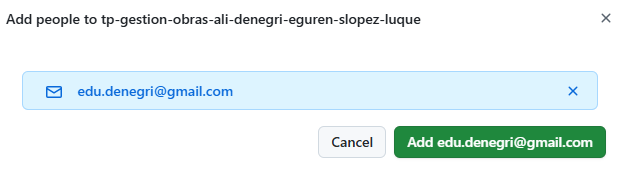 Add people to tp-gestion-obras-ali-denegri-eguren-slopez-luque
edu.denegri@gmail.com
Cancel
Add edu.denegri@gmail.com